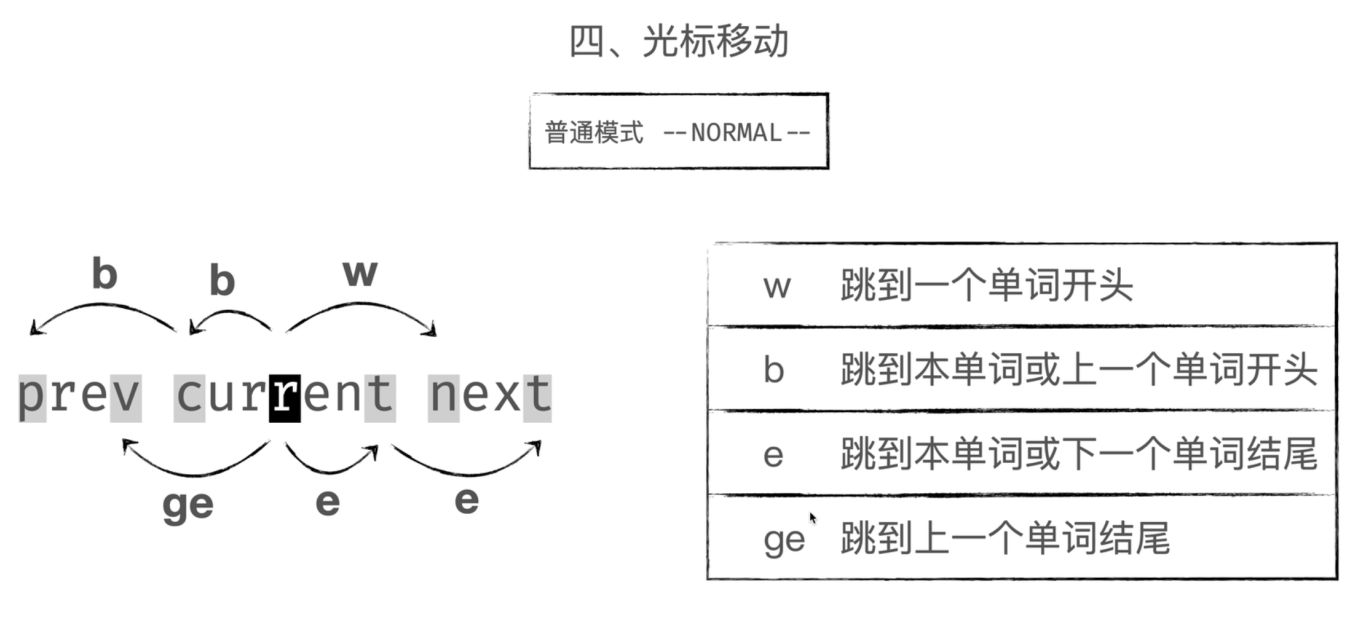 四、光标移动
普通模式 --NORMAL--
b b w
prev current next
ge e e
w 跳到一个单词开头
b 跳到本单词或上一个单词开头
e 跳到本单词或下一个单词结尾
ge 跳到上一个单词结尾